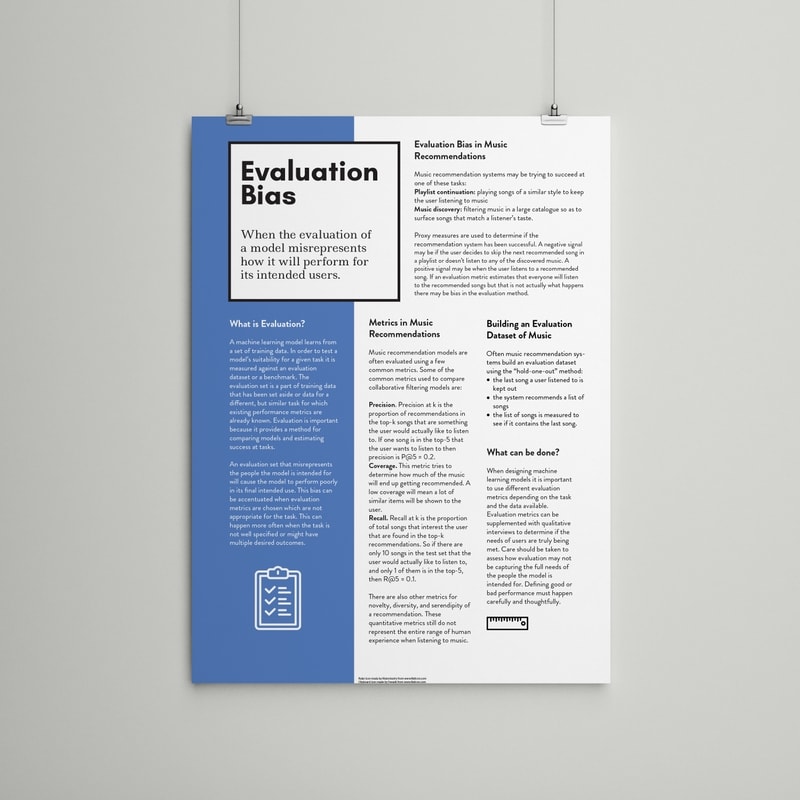 Evaluation
Bias
When the evaluation of
a model misrepresents
how it will perform for
its intended users.
Evaluation Bias in Music
Recommendations
Music recommendation systems may be trying to succeed at
one of these tasks:
Playlist continuation: playing songs of a similar style to keep
the user listening to music
Music discovery: filtering music in a large catalogue so as to
surface songs that match a listener's taste.
Proxy measures are used to determine if the
recommendation system has been successful. A negative signal
may be if the user decides to skip the next recommended song in
a playlist or doesn't listen to any of the discovered music. A
positive signal may be when the user listens to a recommended
song. If an evaluation metric estimates that everyone will listen
to the recommended songs but that is not actually what happens
there may be bias in the evaluation method.
What is Evaluation?
A machine learning model learns from
a set of training data. In order to test a
model's suitability for a given task it is
measured against an evaluation
dataset or a benchmark. The
evaluation set is a part of training data
that has been set aside or data for a
different, but similar task for which
existing performance metrics are
already known. Evaluation is important
because it provides a method for
comparing models and estimating
success at tasks.
An evaluation set that misrepresents
the people the model is intended for
will cause the model to perform poorly
in its final intended use. This bias can
be accentuated when evaluation
metrics are chosen which are not
appropriate for the task. This can
happen more often when the task is
not well specified or might have
multiple desired outcomes.
Metrics in Music
Recommendations
Music recommendation models are
often evaluated using a few
common metrics. Some of the
common metrics used to compare
collaborative filtering models are:
Precision. Precision at k is the
proportion of recommendations in
the top-k songs that are something
the user would actually like to listen
to. If one song is in the top-5 that
the user wants to listen to then
precision is P@5 = 0.2.
Coverage. This metric tries to
determine how much of the music
will end up getting recommended. A
low coverage will mean a lot of
similar items will be shown to the
user.
Recall. Recall at k is the proportion
of total songs that interest the user
that are found in the top-k
recommendations. So if there are
only 10 songs in the test set that the
user would actually like to listen to,
and only 1 of them is in the top-5,
then R@5 = 0.1.
There are also other metrics for
novelty, diversity, and serendipity of
a recommendation. These
quantitative metrics still do not
represent the entire range of human
experience when listening to music.
Building an Evaluation
Dataset of Music
Often music recommendation sys-
tems build an evaluation dataset
using the "hold-one-out" method:
• the last song a user listened to is
kept out
• the system recommends a list of
songs
• the list of songs is measured to
see if it contains the last song.
What can be done?
When designing machine
learning models it is important
to use different evaluation
metrics depending on the task
and the data available.
Evaluation metrics can be
supplemented with qualitative
interviews to determine if the
needs of users are truly being
met. Care should be taken to
assess how evaluation may not
be capturing the full needs of
the people the model is
intended for. Defining good or
bad performance must happen
carefully and thoughtfully.